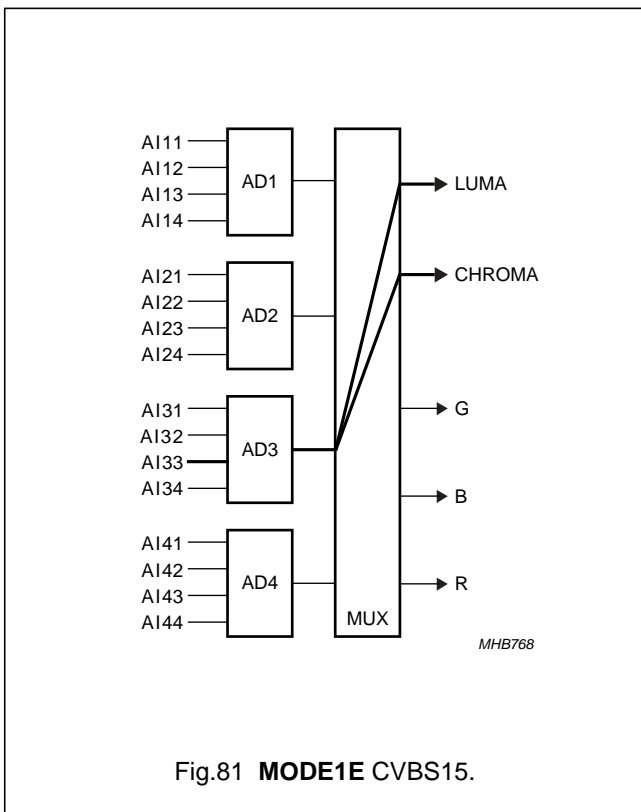 AI11
AI12
AI13
AI14
AD1
AI21
AI22
AI23
AI24
AD2
AI31
AI32
AI33
AI34
AD3
AI41
AI42
AI43
AI44
AD4
MUX
LUMA
CHROMA
G
B
R
MHB768
Fig.81 MODE1E CVBS15.